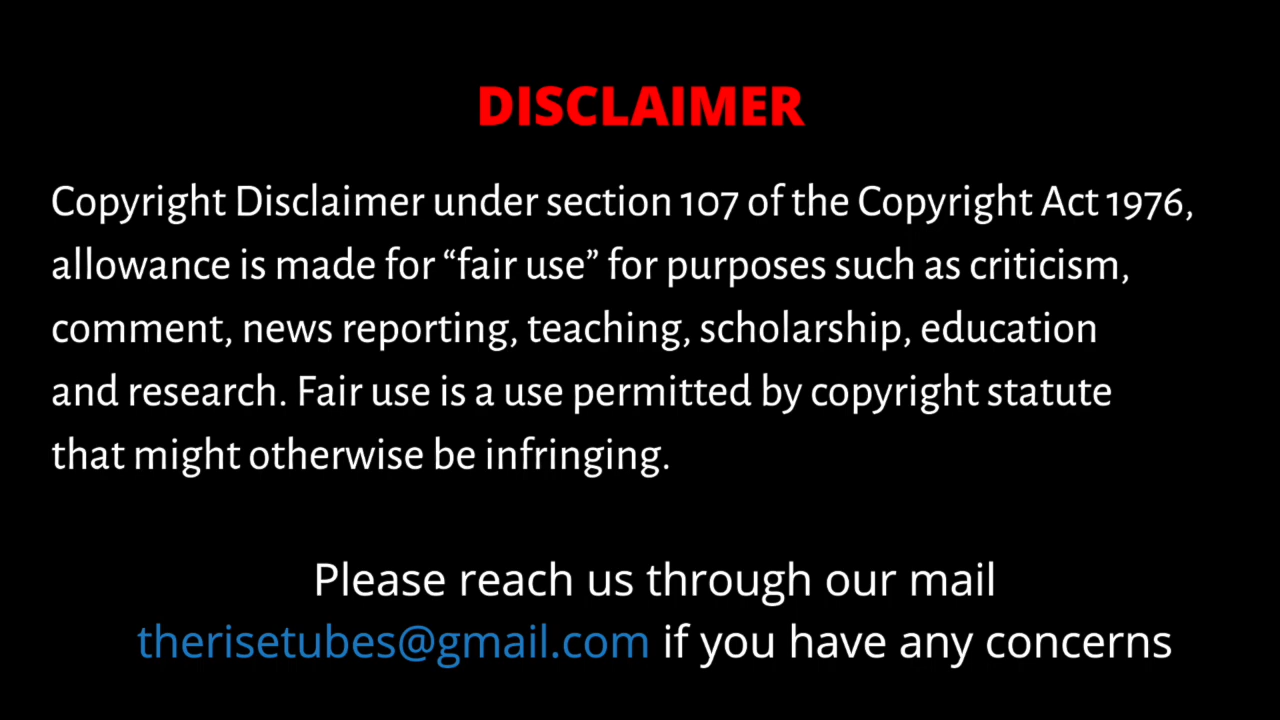 DISCLAIMER
Copyright Disclaimer under section 107 of the Copyright Act 1976,
allowance is made for “fair use” for purposes such as criticism,
comment, news reporting, teaching, scholarship, education
and research. Fair use is a use permitted by copyright statute
that might otherwise be infringing.
Please reach us through our mail
therisetubes@gmail.com if you have any concerns